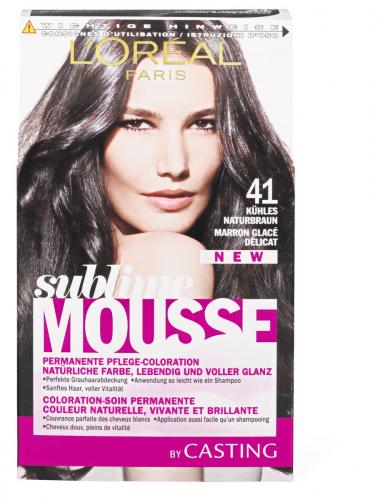 WICHTIGE HINWEISE
CONSIGNES D'UTILISATION / ISTRUZIONI D'USO
L'ORÉAL
PARIS
41
KÜHLES
NATURBRAUN
MARRON GLACÉ
DÉLICAT
NEW
sublime
MOUSSE
PERMANENTE PFLEGE-COLORATION
NATÜRLICHE FARBE, LEBENDIG UND VOLLER GLANZ
•Perfekte Grauhaarabdeckung •Anwendung so leicht wie ein Shampoo
•Sanftes Haar, voller Vitalität
COLORATION-SOIN PERMANENTE
COULEUR NATURELLE, VIVANTE ET BRILLANTE
•Couvrance parfaite des cheveux blancs •Application aussi facile qu'un shampooing
•Cheveux doux, pleins de vitalité
BY CASTING